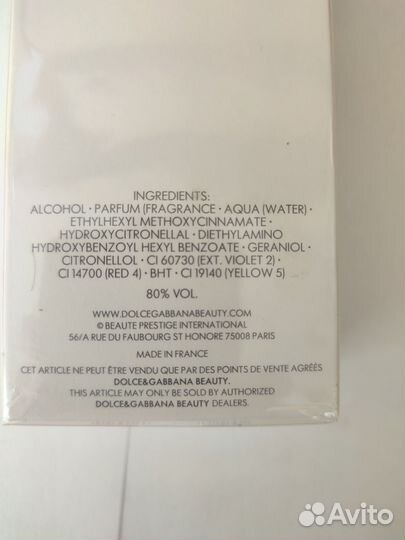 INGREDIENTS:
ALCOHOL • PARFUM (FRAGRANCE • AQUA (WATER) •
ETHYLHEXYL METHOXYCINNAMATE •
HYDROXYCITRONELLAL • DIETHYLAMINO
HYDROXYBENZOYL HEXYL BENZOATE • GERANIOL •
CITRONELLOL • CI 60730 (EXT. VIOLET 2) •
CI 14700 (RED 4) • BHT • CI 19140 (YELLOW 5)
80% VOL.
WWW.DOLCEGABBANABEAUTY.COM
© BEAUTE PRESTIGE INTERNATIONAL
56/A RUE DU FAUBOURG ST HONORE 75008 PARIS
MADE IN FRANCE
CET ARTICLE NE PEUT ÊTRE VENDU QUE PAR DES POINTS DE VENTE AGRÉÉS
DOLCE&GABBANA BEAUTY.
THIS ARTICLE MAY ONLY BE SOLD BY AUTHORIZED
DOLCE&GABBANA BEAUTY DEALERS.
Avito